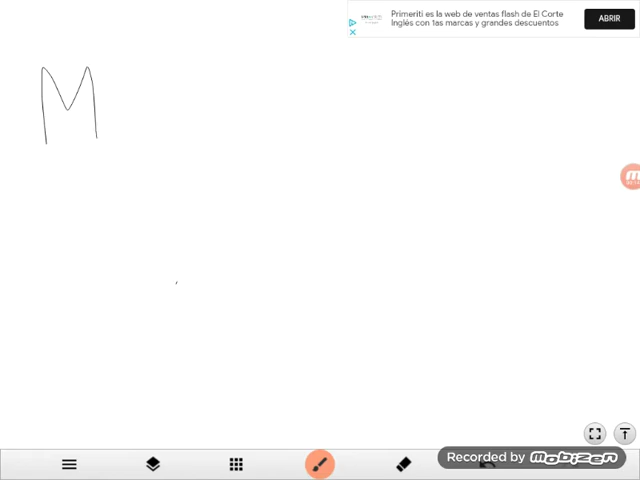 Primeriti es la web de ventas flash de El Corte
Inglés con 1as marcas y grandes descuentos
ABRIR
M
Recorded by Mobizen